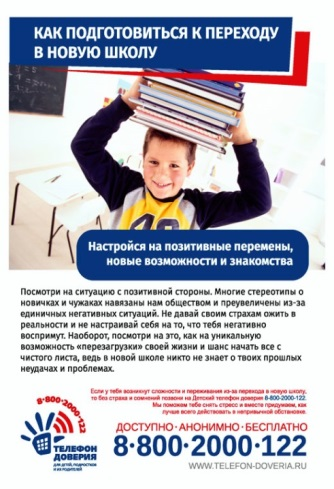 КАК ПОДГОТОВИТЬСЯ К ПЕРЕХОДУ
В НОВУЮ ШКОЛУ
Настройся на позитивные перемены,
новые возможности и знакомства
Посмотри на ситуацию с позитивной стороны. Многие стереотипы о
новичках и чужаках навязаны нам обществом и преувеличены из-за
единичных негативных ситуаций. Не давай своим страхам ожить в
реальности и не настраивай себя на то, что тебя негативно
воспримут. Наоборот, посмотри на это, как на уникальную
возможность «перезагрузки» своей жизни и шанс начать все с
чистого листа, ведь в новой школе никто не знает о твоих прошлых
неудачах и проблемах.
Если у тебя возникнут сложности и переживания из-за перехода в новую школу,
то без страха и сомнений позвони на Детский телефон доверия 8-800-2000-122.
Мы поможем тебе снять стресс и вместе придумаем, как
лучше всего действовать в непривычной обстановке.
ДОСТУПНО • АНОНИМНО • БЕСПЛАТНО
8•800•2000•122
WWW.TELEFON-DOVERIA.RU
8-800-2000-122
ТЕЛЕФОН
ДОВЕРИЯ
ДЛЯ ДЕТЕЙ, ПОДРОСТКОВ
И ИХ РОДИТЕЛЕЙ